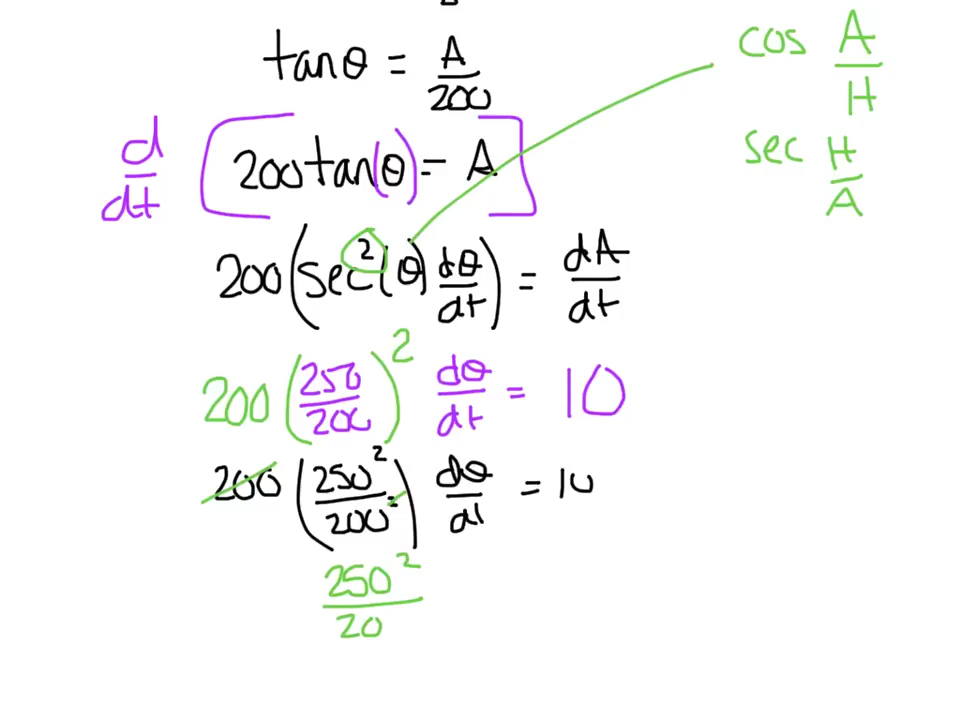 tanθ = A/200
cos A/H
d/dt [200tan(θ) = A]
sec H/A
200(sec²(θ) dθ/dt) = dA/dt
200(250/200)² dθ/dt = 10
200(250²/200²) dθ/dt = 10
250²/20